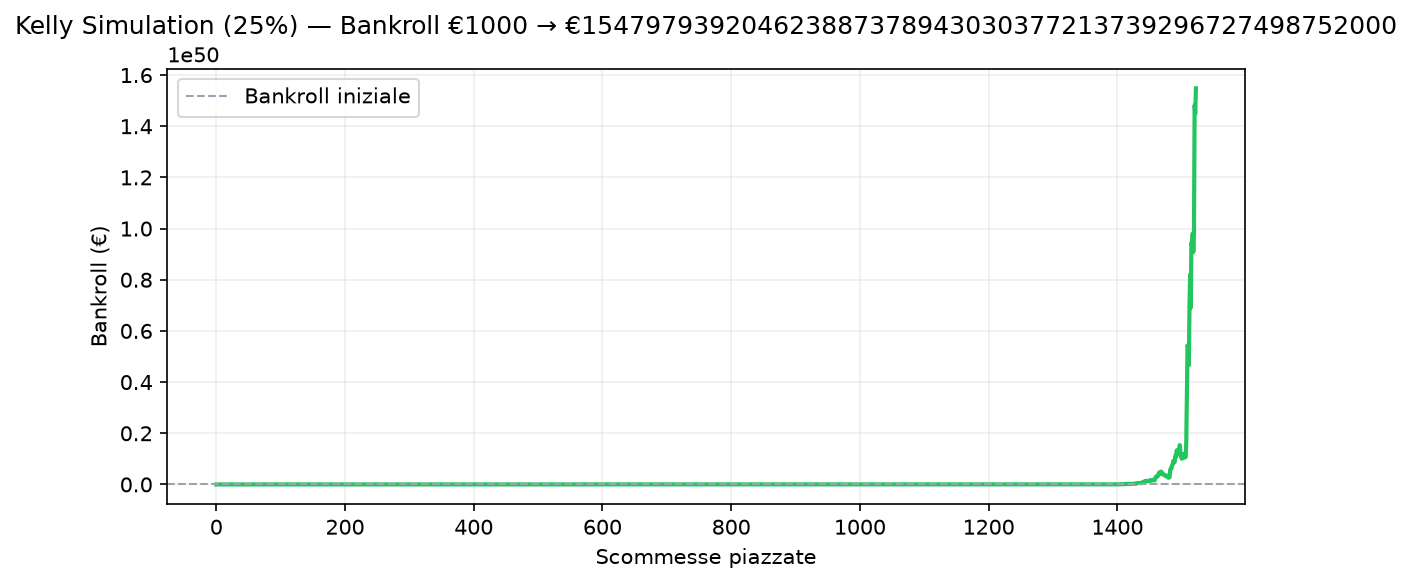 Kelly Simulation (25%) — Bankroll €1000 → €154797939204623887378943030377213739296727498752000
1e50
1.6
1.4
1.2
1.0
0.8
0.6
0.4
0.2
0.0
Bankroll (€)
Bankroll iniziale
0 200 400 600 800 1000 1200 1400
Scommesse piazzate